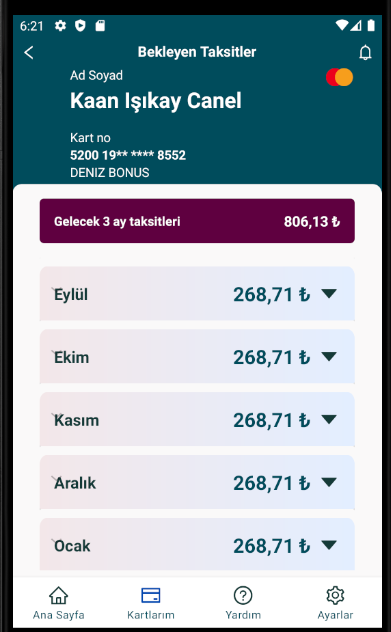 6:21
Bekleyen Taksitler
Ad Soyad
Kaan Işıkay Canel
Kart no
5200 19** **** 8552
DENIZ BONUS
Gelecek 3 ay taksitleri 806,13 ₺
Eylül 268,71 ₺
Ekim 268,71 ₺
Kasım 268,71 ₺
Aralık 268,71 ₺
Ocak 268,71 ₺
Ana Sayfa Kartlarım Yardım Ayarlar